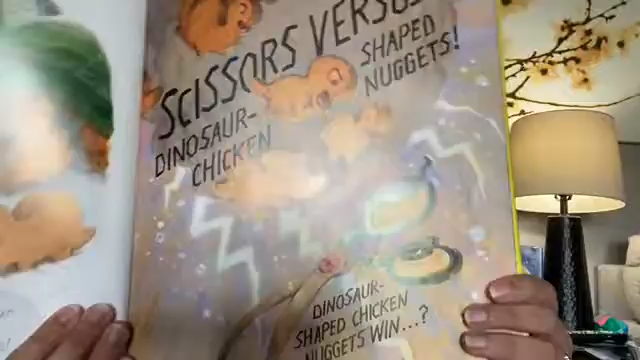 SCISSORS VERSUS
DINOSAUR-
CHICKEN
SHAPED
NUGGETS!
DINOSAUR-
SHAPED CHICKEN
NUGGETS WIN...?